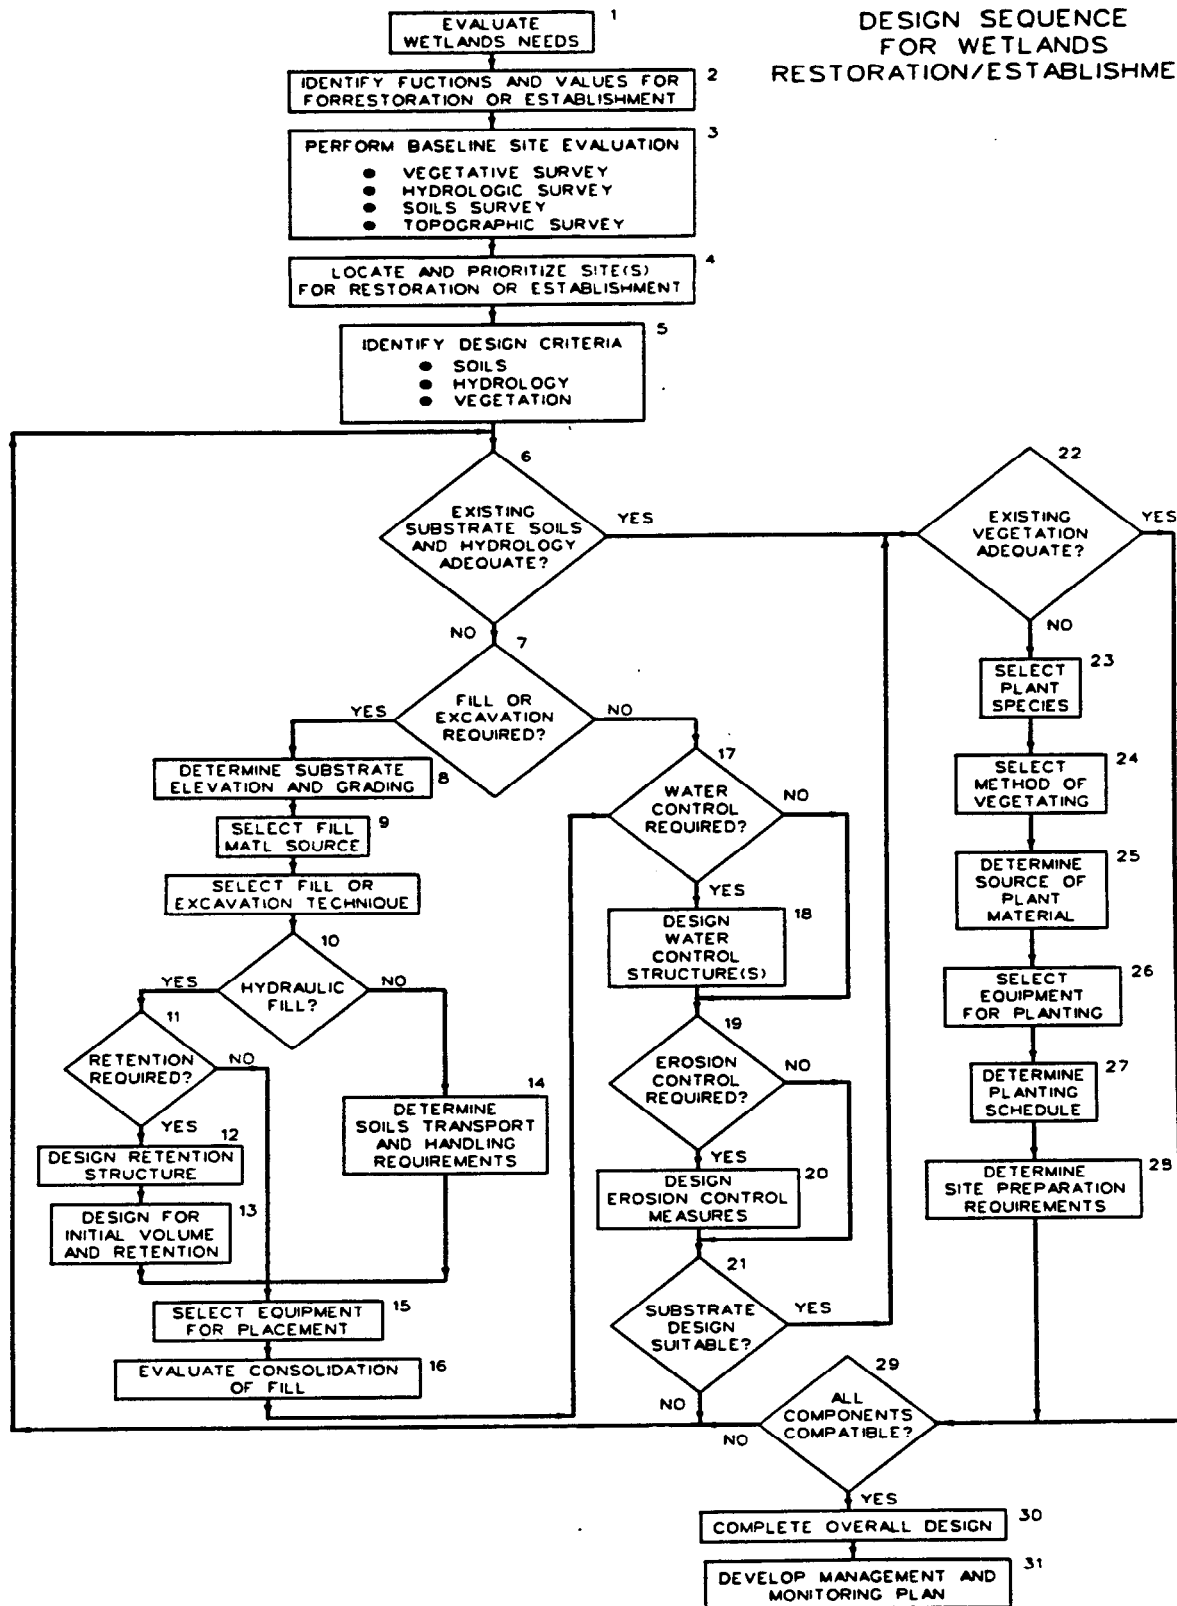 DESIGN SEQUENCE
FOR WETLANDS
RESTORATION/ESTABLISHME
1
EVALUATE
WETLANDS NEEDS
2
IDENTIFY FUCTIONS AND VALUES FOR
FORRESTORATION OR ESTABLISHMENT
3
PERFORM BASELINE SITE EVALUATION
● VEGETATIVE SURVEY
● HYDROLOGIC SURVEY
● SOILS SURVEY
● TOPOGRAPHIC SURVEY
4
LOCATE AND PRIORITIZE SITE(S)
FOR RESTORATION OR ESTABLISHMENT
5
IDENTIFY DESIGN CRITERIA
● SOILS
● HYDROLOGY
● VEGETATION
6
EXISTING
SUBSTRATE SOILS
AND HYDROLOGY
ADEQUATE?
YES
NO
7
FILL OR
EXCAVATION
REQUIRED?
YES
NO
8
DETERMINE SUBSTRATE
ELEVATION AND GRADING
9
SELECT FILL
MATL SOURCE
SELECT FILL OR
EXCAVATION TECHNIQUE
10
HYDRAULIC
FILL?
YES
NO
11
RETENTION
REQUIRED?
NO
YES
12
DESIGN RETENTION
STRUCTURE
13
DESIGN FOR
INITIAL VOLUME
AND RETENTION
14
DETERMINE
SOILS TRANSPORT
AND HANDLING
REQUIREMENTS
15
SELECT EQUIPMENT
FOR PLACEMENT
16
EVALUATE CONSOLIDATION
OF FILL
17
WATER
CONTROL
REQUIRED?
NO
YES
18
DESIGN
WATER
CONTROL
STRUCTURE(S)
19
EROSION
CONTROL
REQUIRED?
NO
YES
20
DESIGN
EROSION CONTROL
MEASURES
21
SUBSTRATE
DESIGN
SUITABLE?
YES
NO
22
EXISTING
VEGETATION
ADEQUATE?
YES
NO
23
SELECT
PLANT
SPECIES
24
SELECT
METHOD OF
VEGETATING
25
DETERMINE
SOURCE OF
PLANT
MATERIAL
26
SELECT
EQUIPMENT
FOR PLANTING
27
DETERMINE
PLANTING
SCHEDULE
28
DETERMINE
SITE PREPARATION
REQUIREMENTS
29
ALL
COMPONENTS
COMPATIBLE?
NO
YES
30
COMPLETE OVERALL DESIGN
31
DEVELOP MANAGEMENT AND
MONITORING PLAN